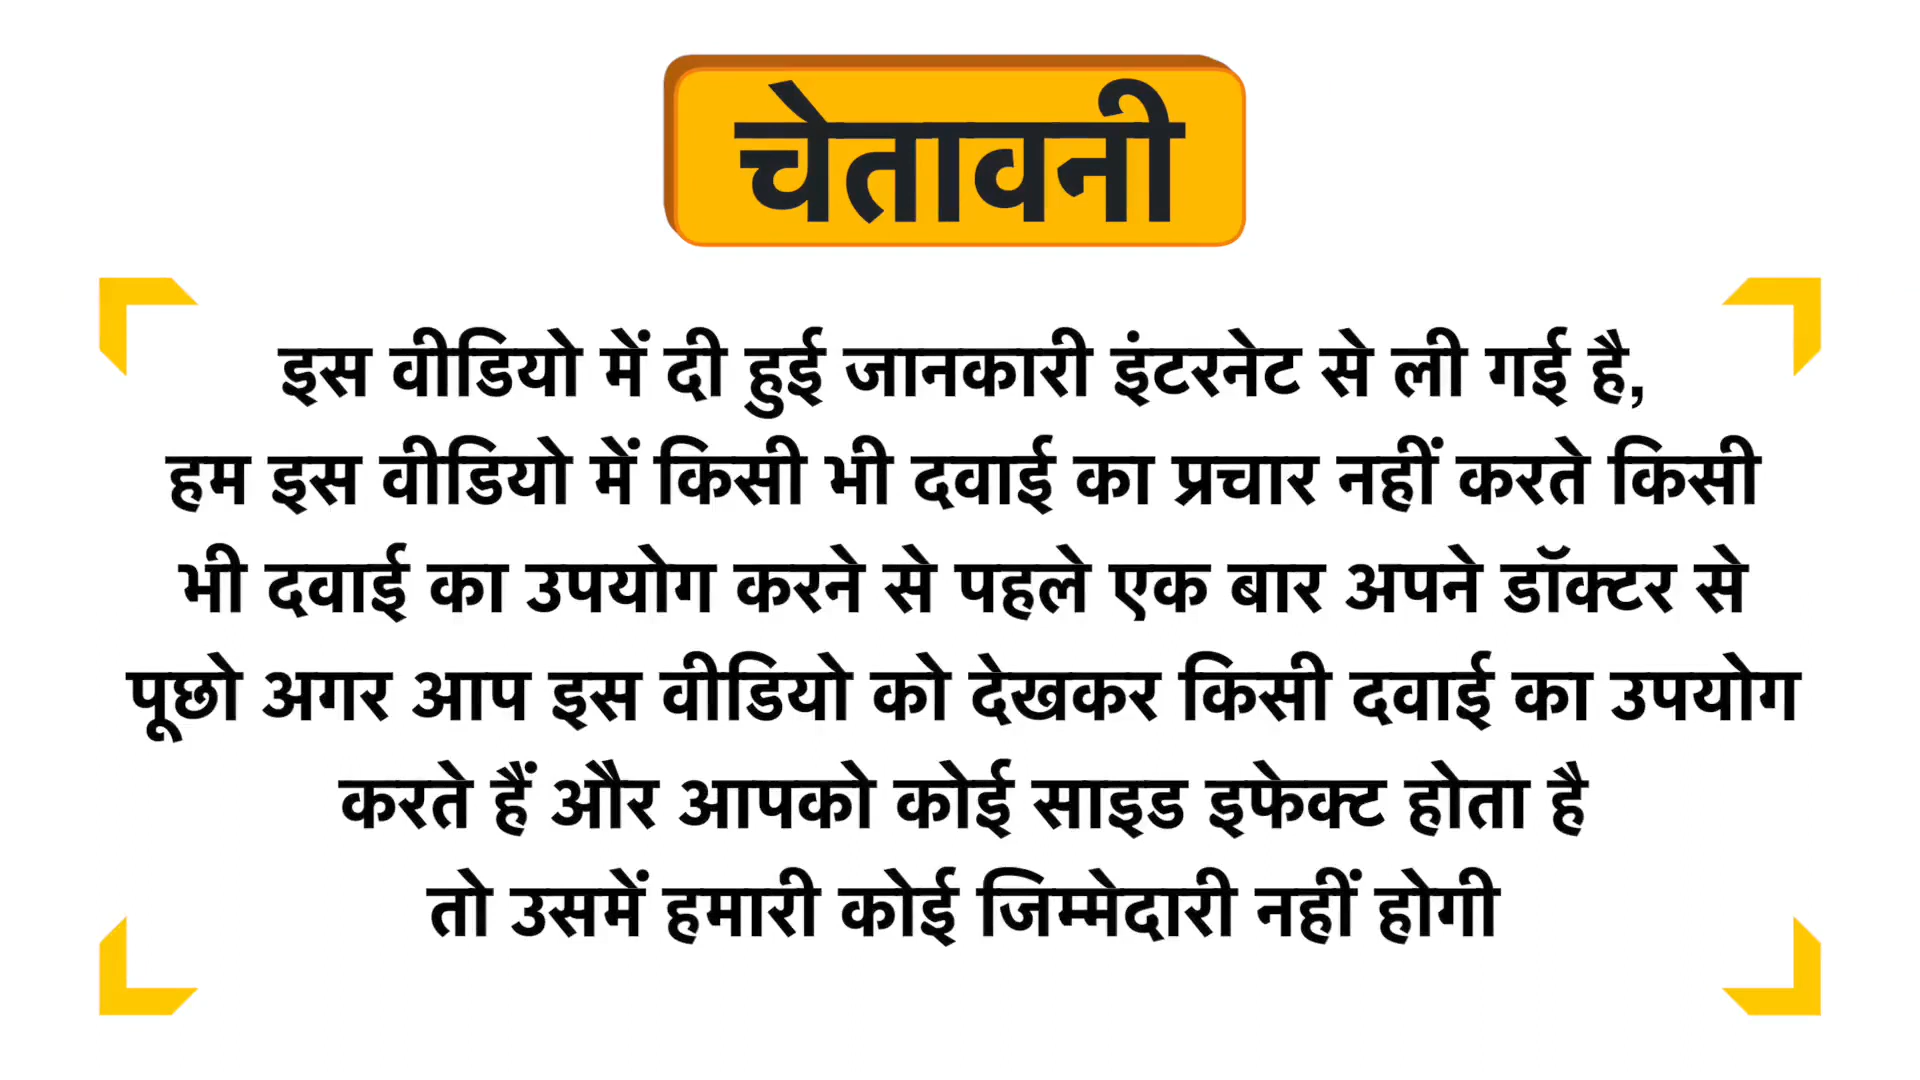 चेतावनी
इस वीडियो में दी हुई जानकारी इंटरनेट से ली गई है,
हम इस वीडियो में किसी भी दवाई का प्रचार नहीं करते किसी
भी दवाई का उपयोग करने से पहले एक बार अपने डॉक्टर से
पूछो अगर आप इस वीडियो को देखकर किसी दवाई का उपयोग
करते हैं और आपको कोई साइड इफेक्ट होता है
तो उसमें हमारी कोई जिम्मेदारी नहीं होगी